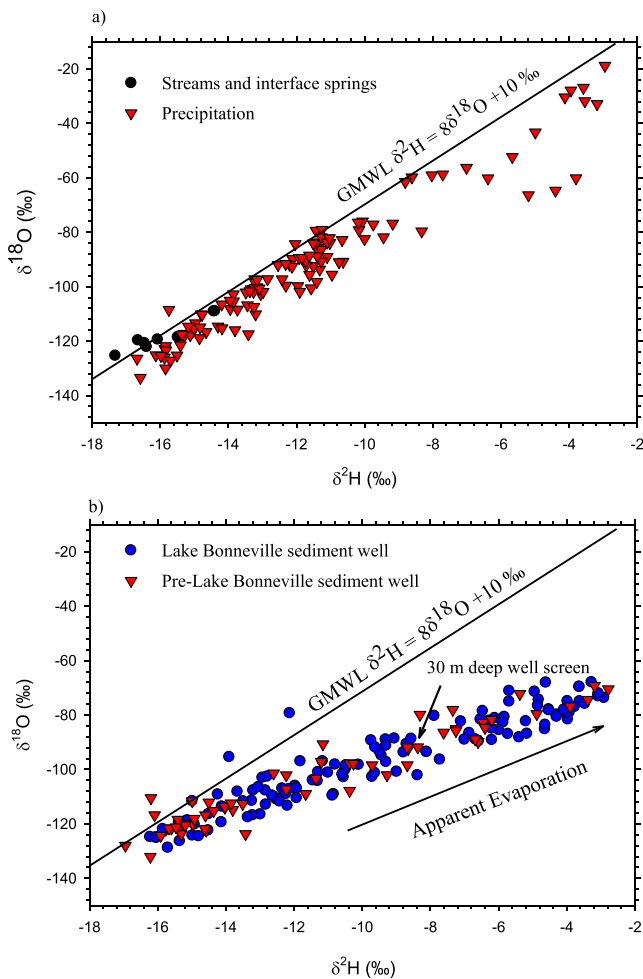 a)
-20
-40
-60
-80
-100
-120
-140
-18 -16 -14 -12 -10 -8 -6 -4 -2
δ18O (‰)
δ2H (‰)
Streams and interface springs
Precipitation
GMWL δ2H = 8δ18O +10 ‰
b)
-20
-40
-60
-80
-100
-120
-140
-18 -16 -14 -12 -10 -8 -6 -4 -2
δ18O (‰)
δ2H (‰)
Lake Bonneville sediment well
Pre-Lake Bonneville sediment well
GMWL δ2H = 8δ18O +10 ‰
30 m deep well screen
Apparent Evaporation